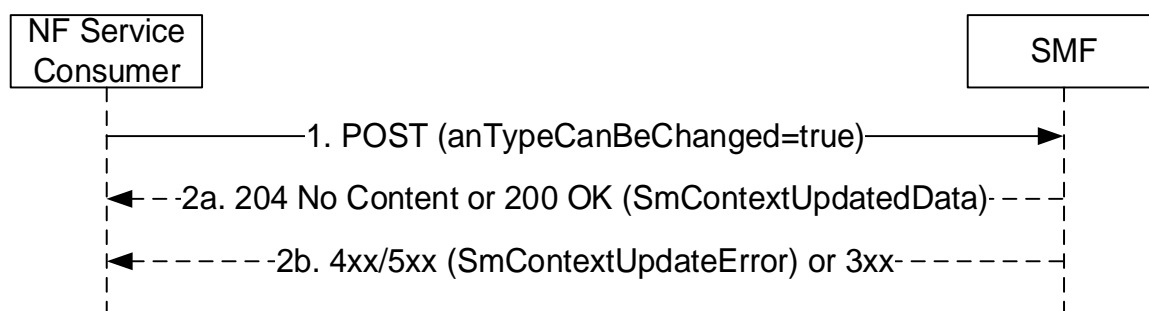 NF Service
Consumer
SMF
1. POST (anTypeCanBeChanged=true)
2a. 204 No Content or 200 OK (SmContextUpdatedData)
2b. 4xx/5xx (SmContextUpdateError) or 3xx